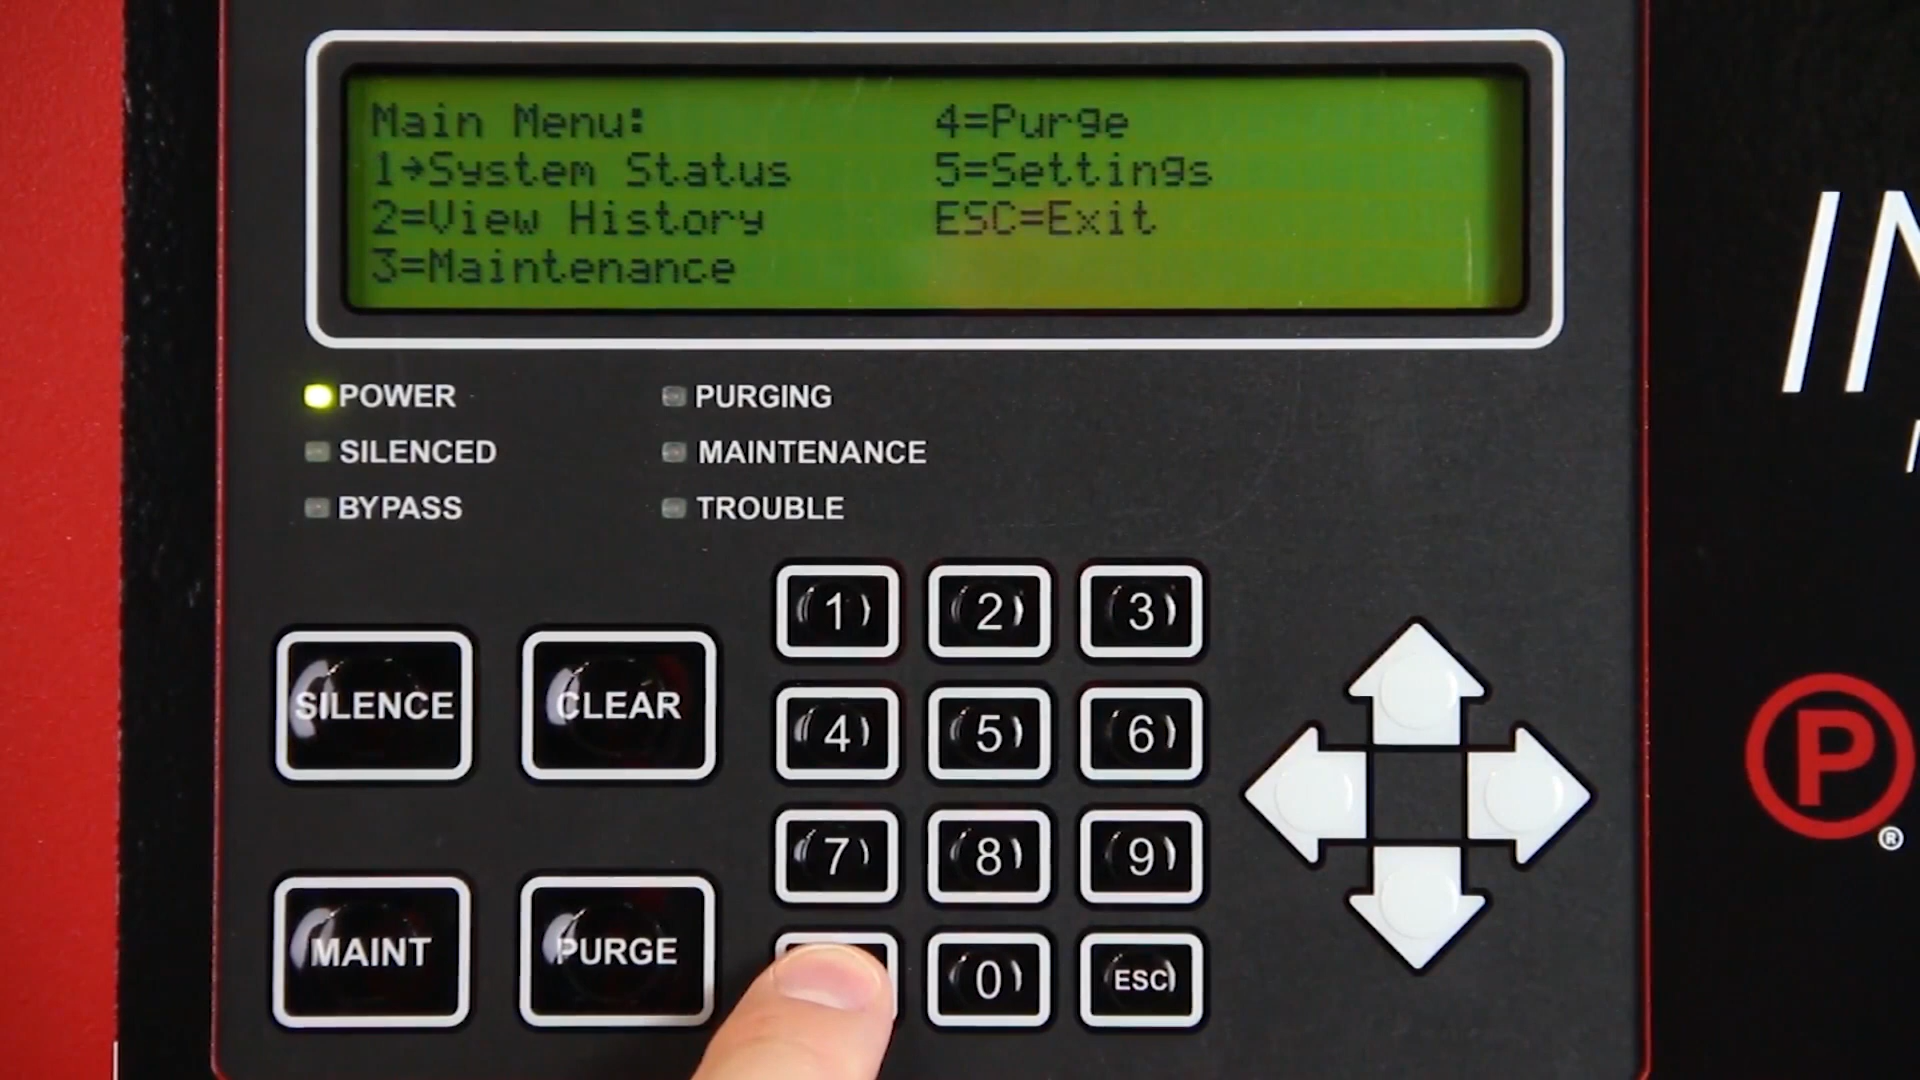 Main Menu: 4=Purge
1→System Status 5=Settings
2=View History ESC=Exit
3=Maintenance
POWER PURGING
SILENCED MAINTENANCE
BYPASS TROUBLE
1 2 3
SILENCE CLEAR
4 5 6
7 8 9
MAINT PURGE
0 ESC
P
®